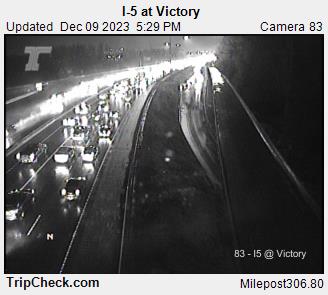 I-5 at Victory
Updated Dec 09 2023 5:29 PM Camera 83
T
N
83 - I5 @ Victory
TripCheck.com Milepost306.80